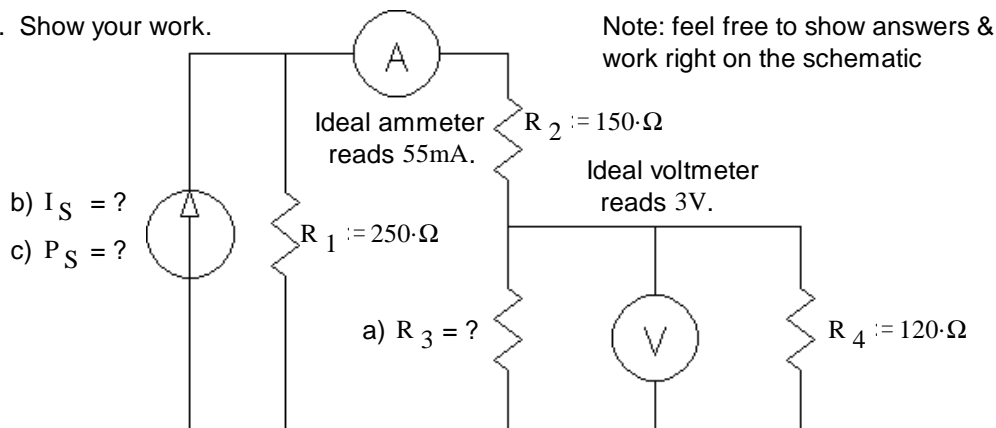 . Show your work.
Note: feel free to show answers &
work right on the schematic
A
Ideal ammeter
reads 55mA.
R 2 := 150·Ω
Ideal voltmeter
reads 3V.
b) I S = ?
c) P S = ?
R 1 := 250·Ω
a) R 3 = ?
V
R 4 := 120·Ω